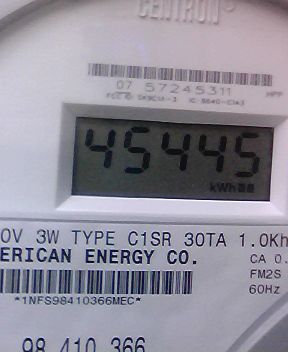 CENTRON
07 57245311
HPP
45445
kWh
0V 3W TYPE C1SR 30TA 1.0Kh
ERICAN ENERGY CO.
CA 0.
FM2S
60Hz
*1NFS98410366MEC*
98 410 366